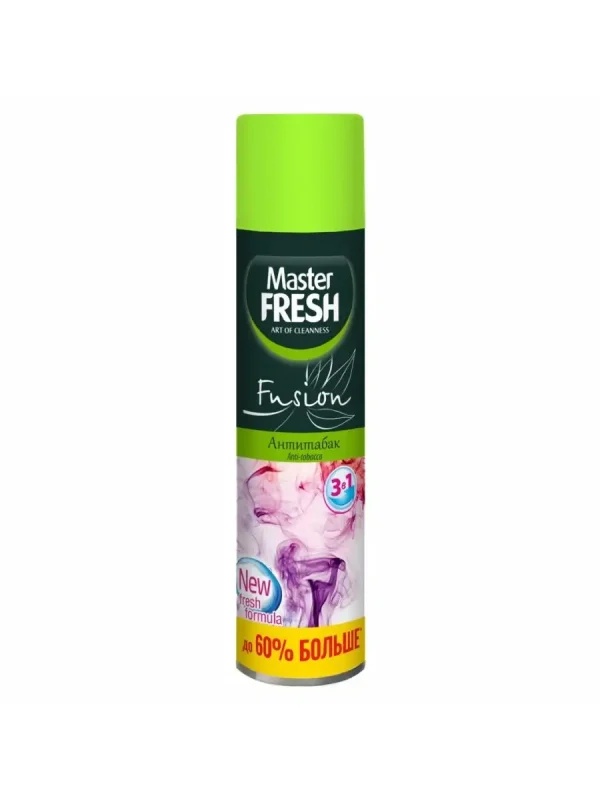 Master
FRESH
ART OF CLEANNESS
Fusion
Антитабак
Anti-tobacco
3в1
New
fresh
formula
до 60% БОЛЬШЕ*